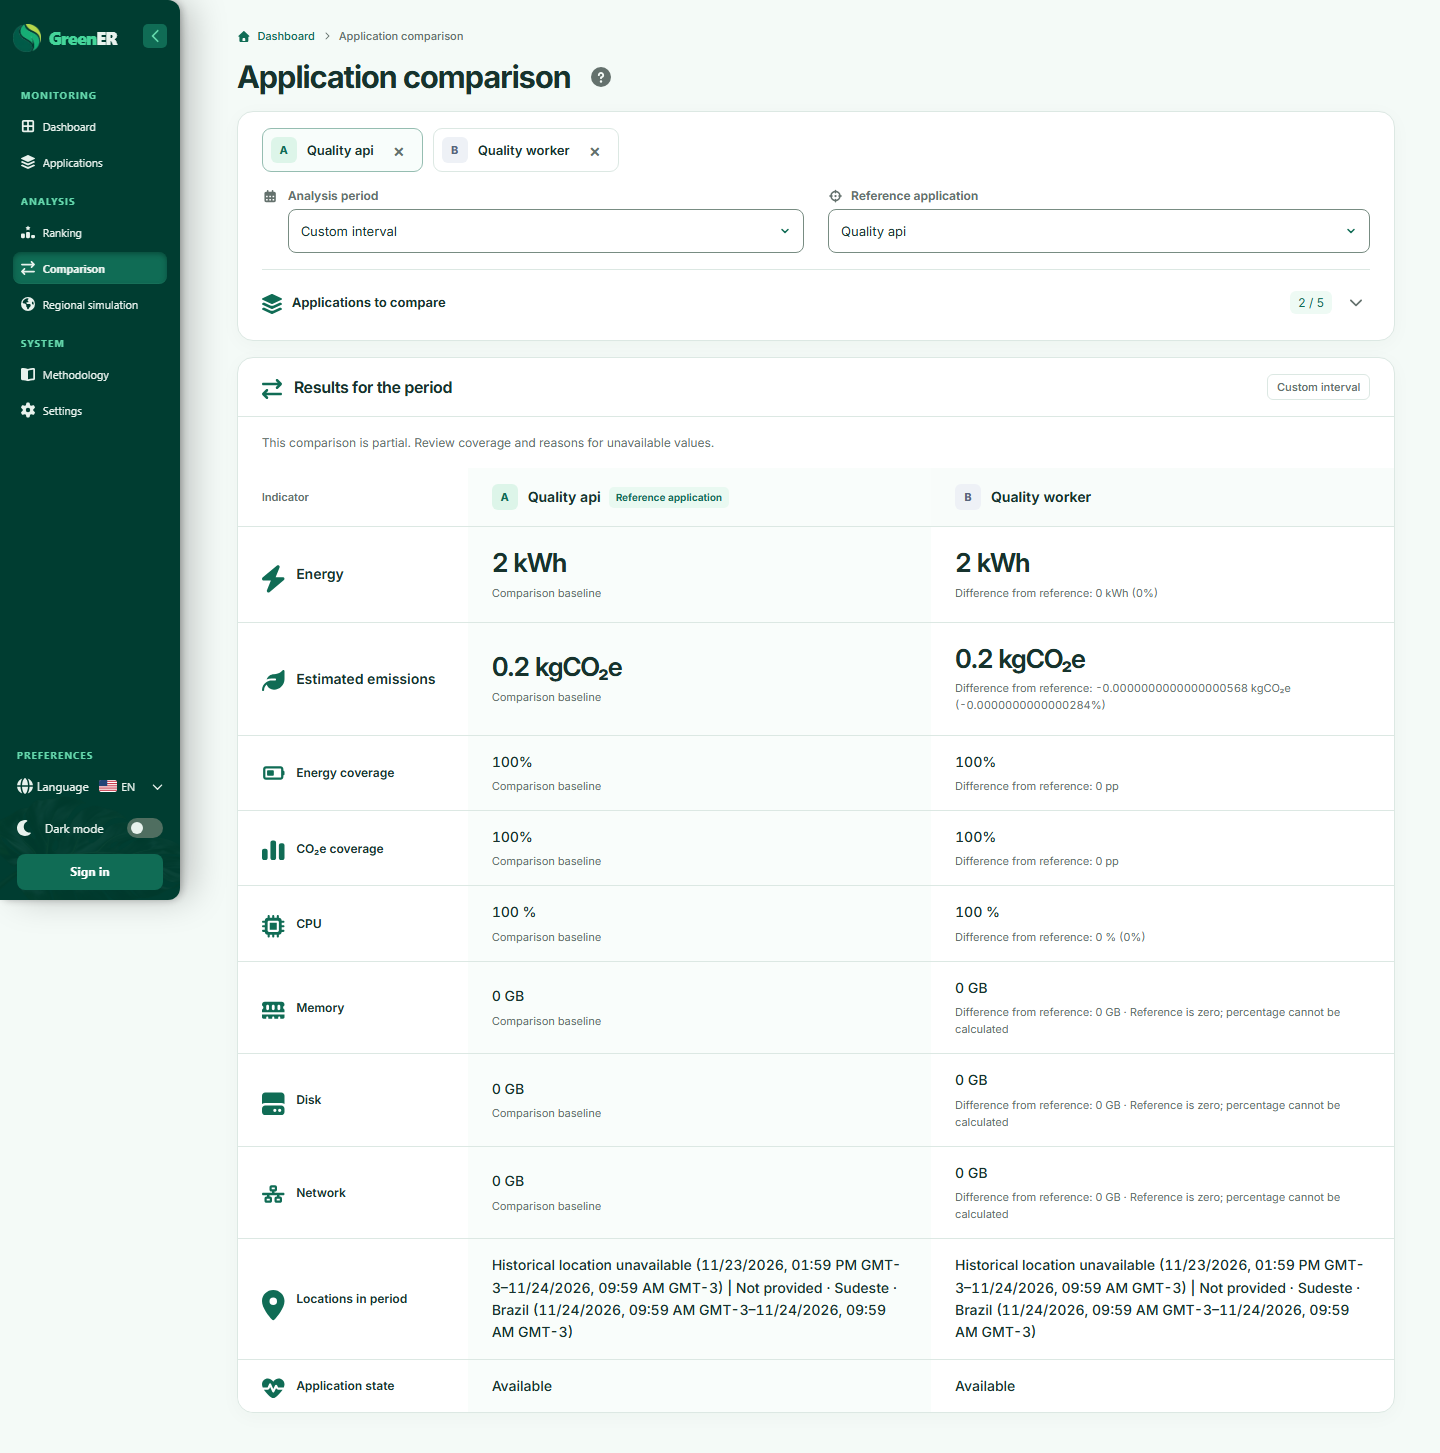 GreenER
MONITORING
Dashboard
Applications
ANALYSIS
Ranking
Comparison
Regional simulation
SYSTEM
Methodology
Settings
PREFERENCES
Language EN
Dark mode
Sign in
Dashboard > Application comparison
Application comparison ?
A Quality api ×
B Quality worker ×
Analysis period
Custom interval
Reference application
Quality api
Applications to compare
2 / 5
Results for the period
Custom interval
This comparison is partial. Review coverage and reasons for unavailable values.
Indicator
A Quality api Reference application
B Quality worker
Energy
2 kWh
Comparison baseline
2 kWh
Difference from reference: 0 kWh (0%)
Estimated emissions
0.2 kgCO₂e
Comparison baseline
0.2 kgCO₂e
Difference from reference: -0.0000000000000000568 kgCO₂e
(-0.0000000000000284%)
Energy coverage
100%
Comparison baseline
100%
Difference from reference: 0 pp
CO₂e coverage
100%
Comparison baseline
100%
Difference from reference: 0 pp
CPU
100 %
Comparison baseline
100 %
Difference from reference: 0 % (0%)
Memory
0 GB
Comparison baseline
0 GB
Difference from reference: 0 GB · Reference is zero; percentage cannot be
calculated
Disk
0 GB
Comparison baseline
0 GB
Difference from reference: 0 GB · Reference is zero; percentage cannot be
calculated
Network
0 GB
Comparison baseline
0 GB
Difference from reference: 0 GB · Reference is zero; percentage cannot be
calculated
Locations in period
Historical location unavailable (11/23/2026, 01:59 PM GMT-
3–11/24/2026, 09:59 AM GMT-3) | Not provided · Sudeste ·
Brazil (11/24/2026, 09:59 AM GMT-3–11/24/2026, 09:59
AM GMT-3)
Historical location unavailable (11/23/2026, 01:59 PM GMT-
3–11/24/2026, 09:59 AM GMT-3) | Not provided · Sudeste ·
Brazil (11/24/2026, 09:59 AM GMT-3–11/24/2026, 09:59
AM GMT-3)
Application state
Available
Available